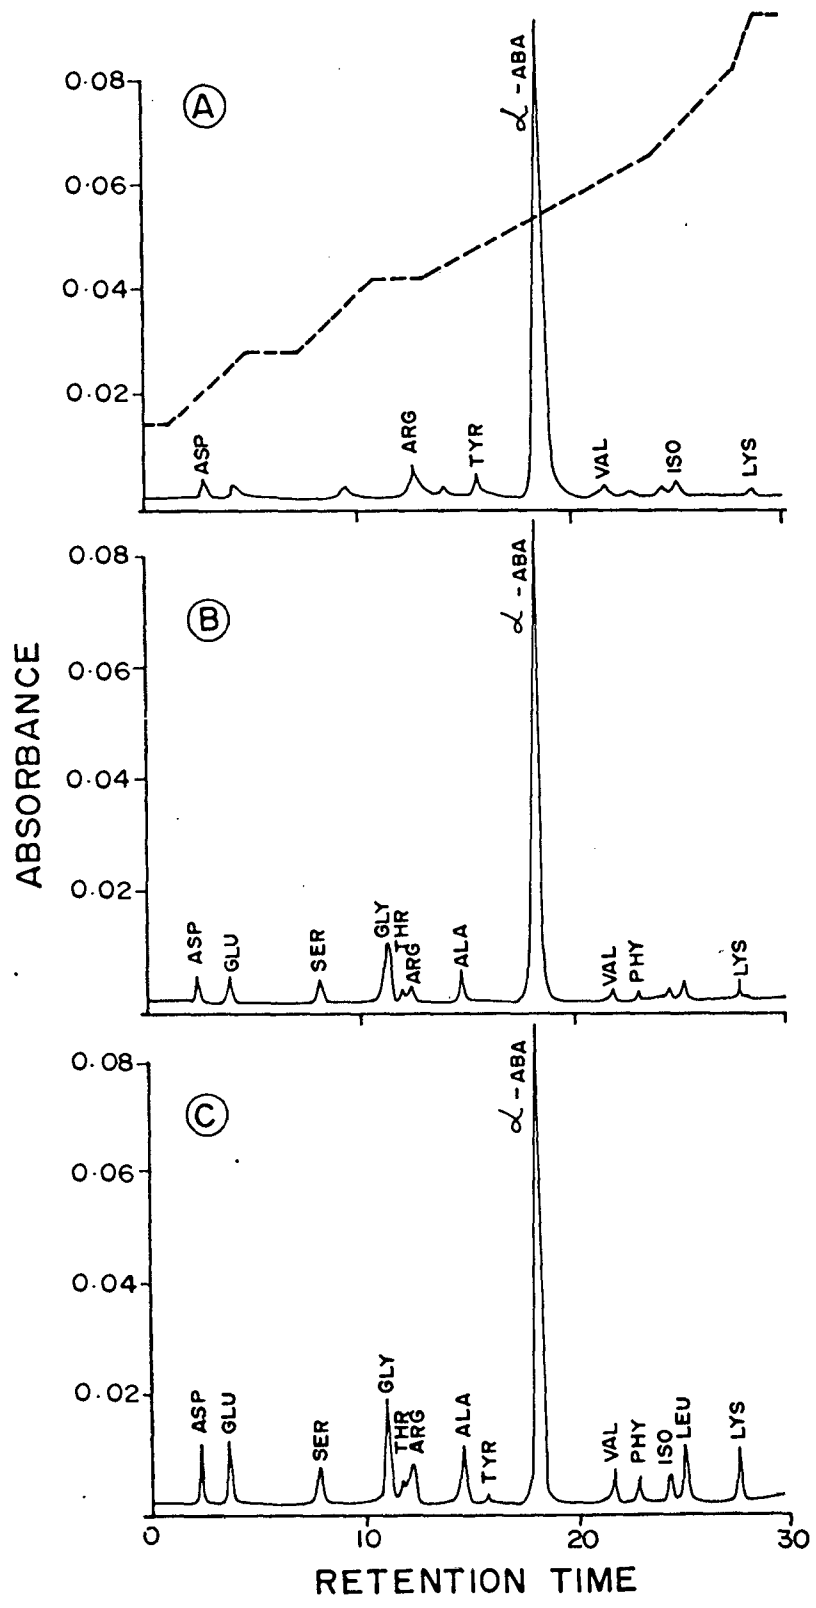 A
0.08
0.06
0.04
0.02
ASP
ARG
TYR
α-ABA
VAL
ISO
LYS
B
0.08
0.06
0.04
0.02
ASP
GLU
SER
GLY
THR
ARG
ALA
α-ABA
VAL
PHY
LYS
ABSORBANCE
C
0.08
0.06
0.04
0.02
ASP
GLU
SER
GLY
THR
ARG
ALA
TYR
α-ABA
VAL
PHY
ISO
LEU
LYS
0 10 20 30
RETENTION TIME